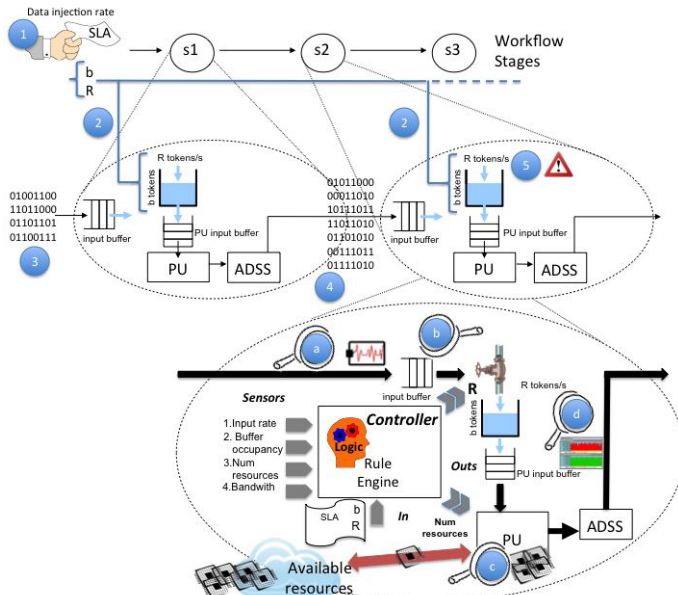 Data injection rate
1
SLA
s1
s2
s3
Workflow
Stages
b
R
2
2
R tokens/s
b tokens
R tokens/s
b tokens
5
01001100
11011000
01101101
01100111
input buffer
PU input buffer
PU
ADSS
3
01011000
00011010
10111011
11011010
01101010
00111011
01111010
4
input buffer
PU input buffer
PU
ADSS
a
b
input
buffer
R
R tokens/s
b tokens
d
Sensors
1.Input rate
2. Buffer
occupancy
3.Num
resources
4.Bandwith
Controller
Logic
Rule
Engine
Outs
PU input buffer
SLA
b
R
In
Num
resources
PU
ADSS
c
Available
resources